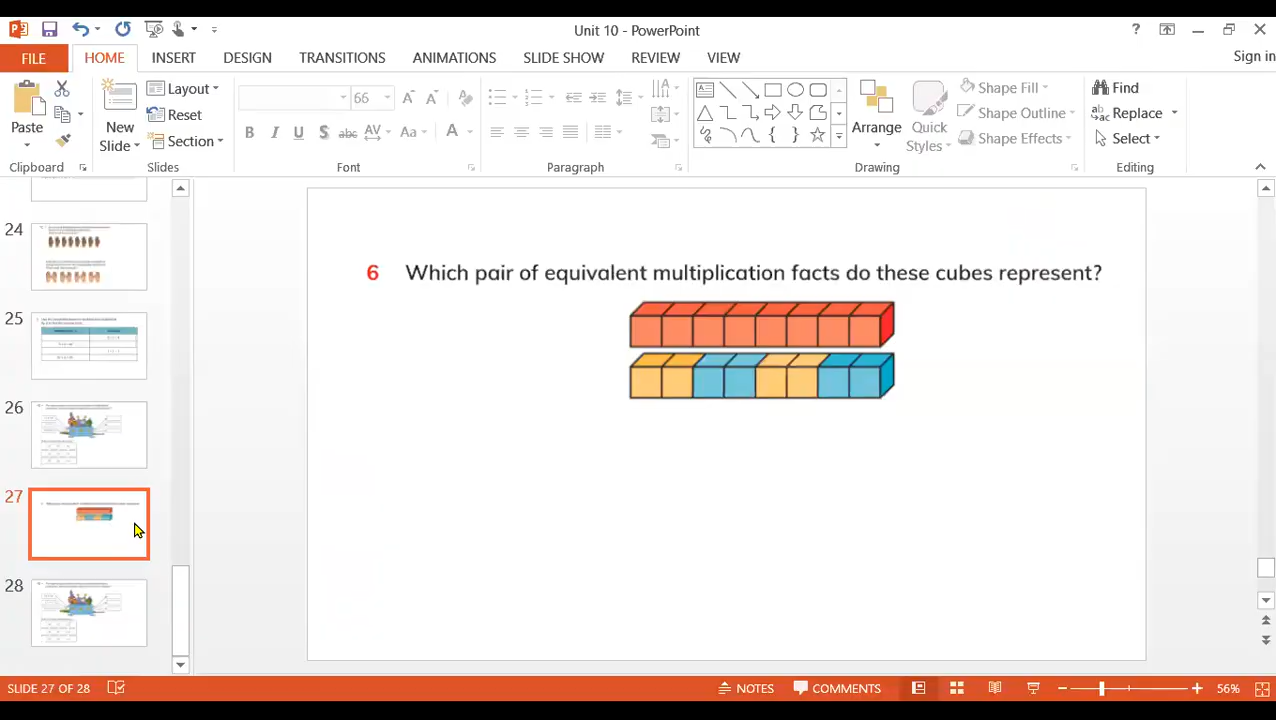 Unit 10 - PowerPoint
?
FILE HOME INSERT DESIGN TRANSITIONS ANIMATIONS SLIDE SHOW REVIEW VIEW
Sign in
Paste
Clipboard
New
Slide
Layout
Reset
Section
Slides
66
B I U S abc AV Aa A
Font
Paragraph
Arrange
Quick
Styles
Shape Fill
Shape Outline
Shape Effects
Drawing
Find
Replace
Select
Editing
24
25
26
27
28
6 Which pair of equivalent multiplication facts do these cubes represent?
SLIDE 27 OF 28
NOTES
COMMENTS
56%